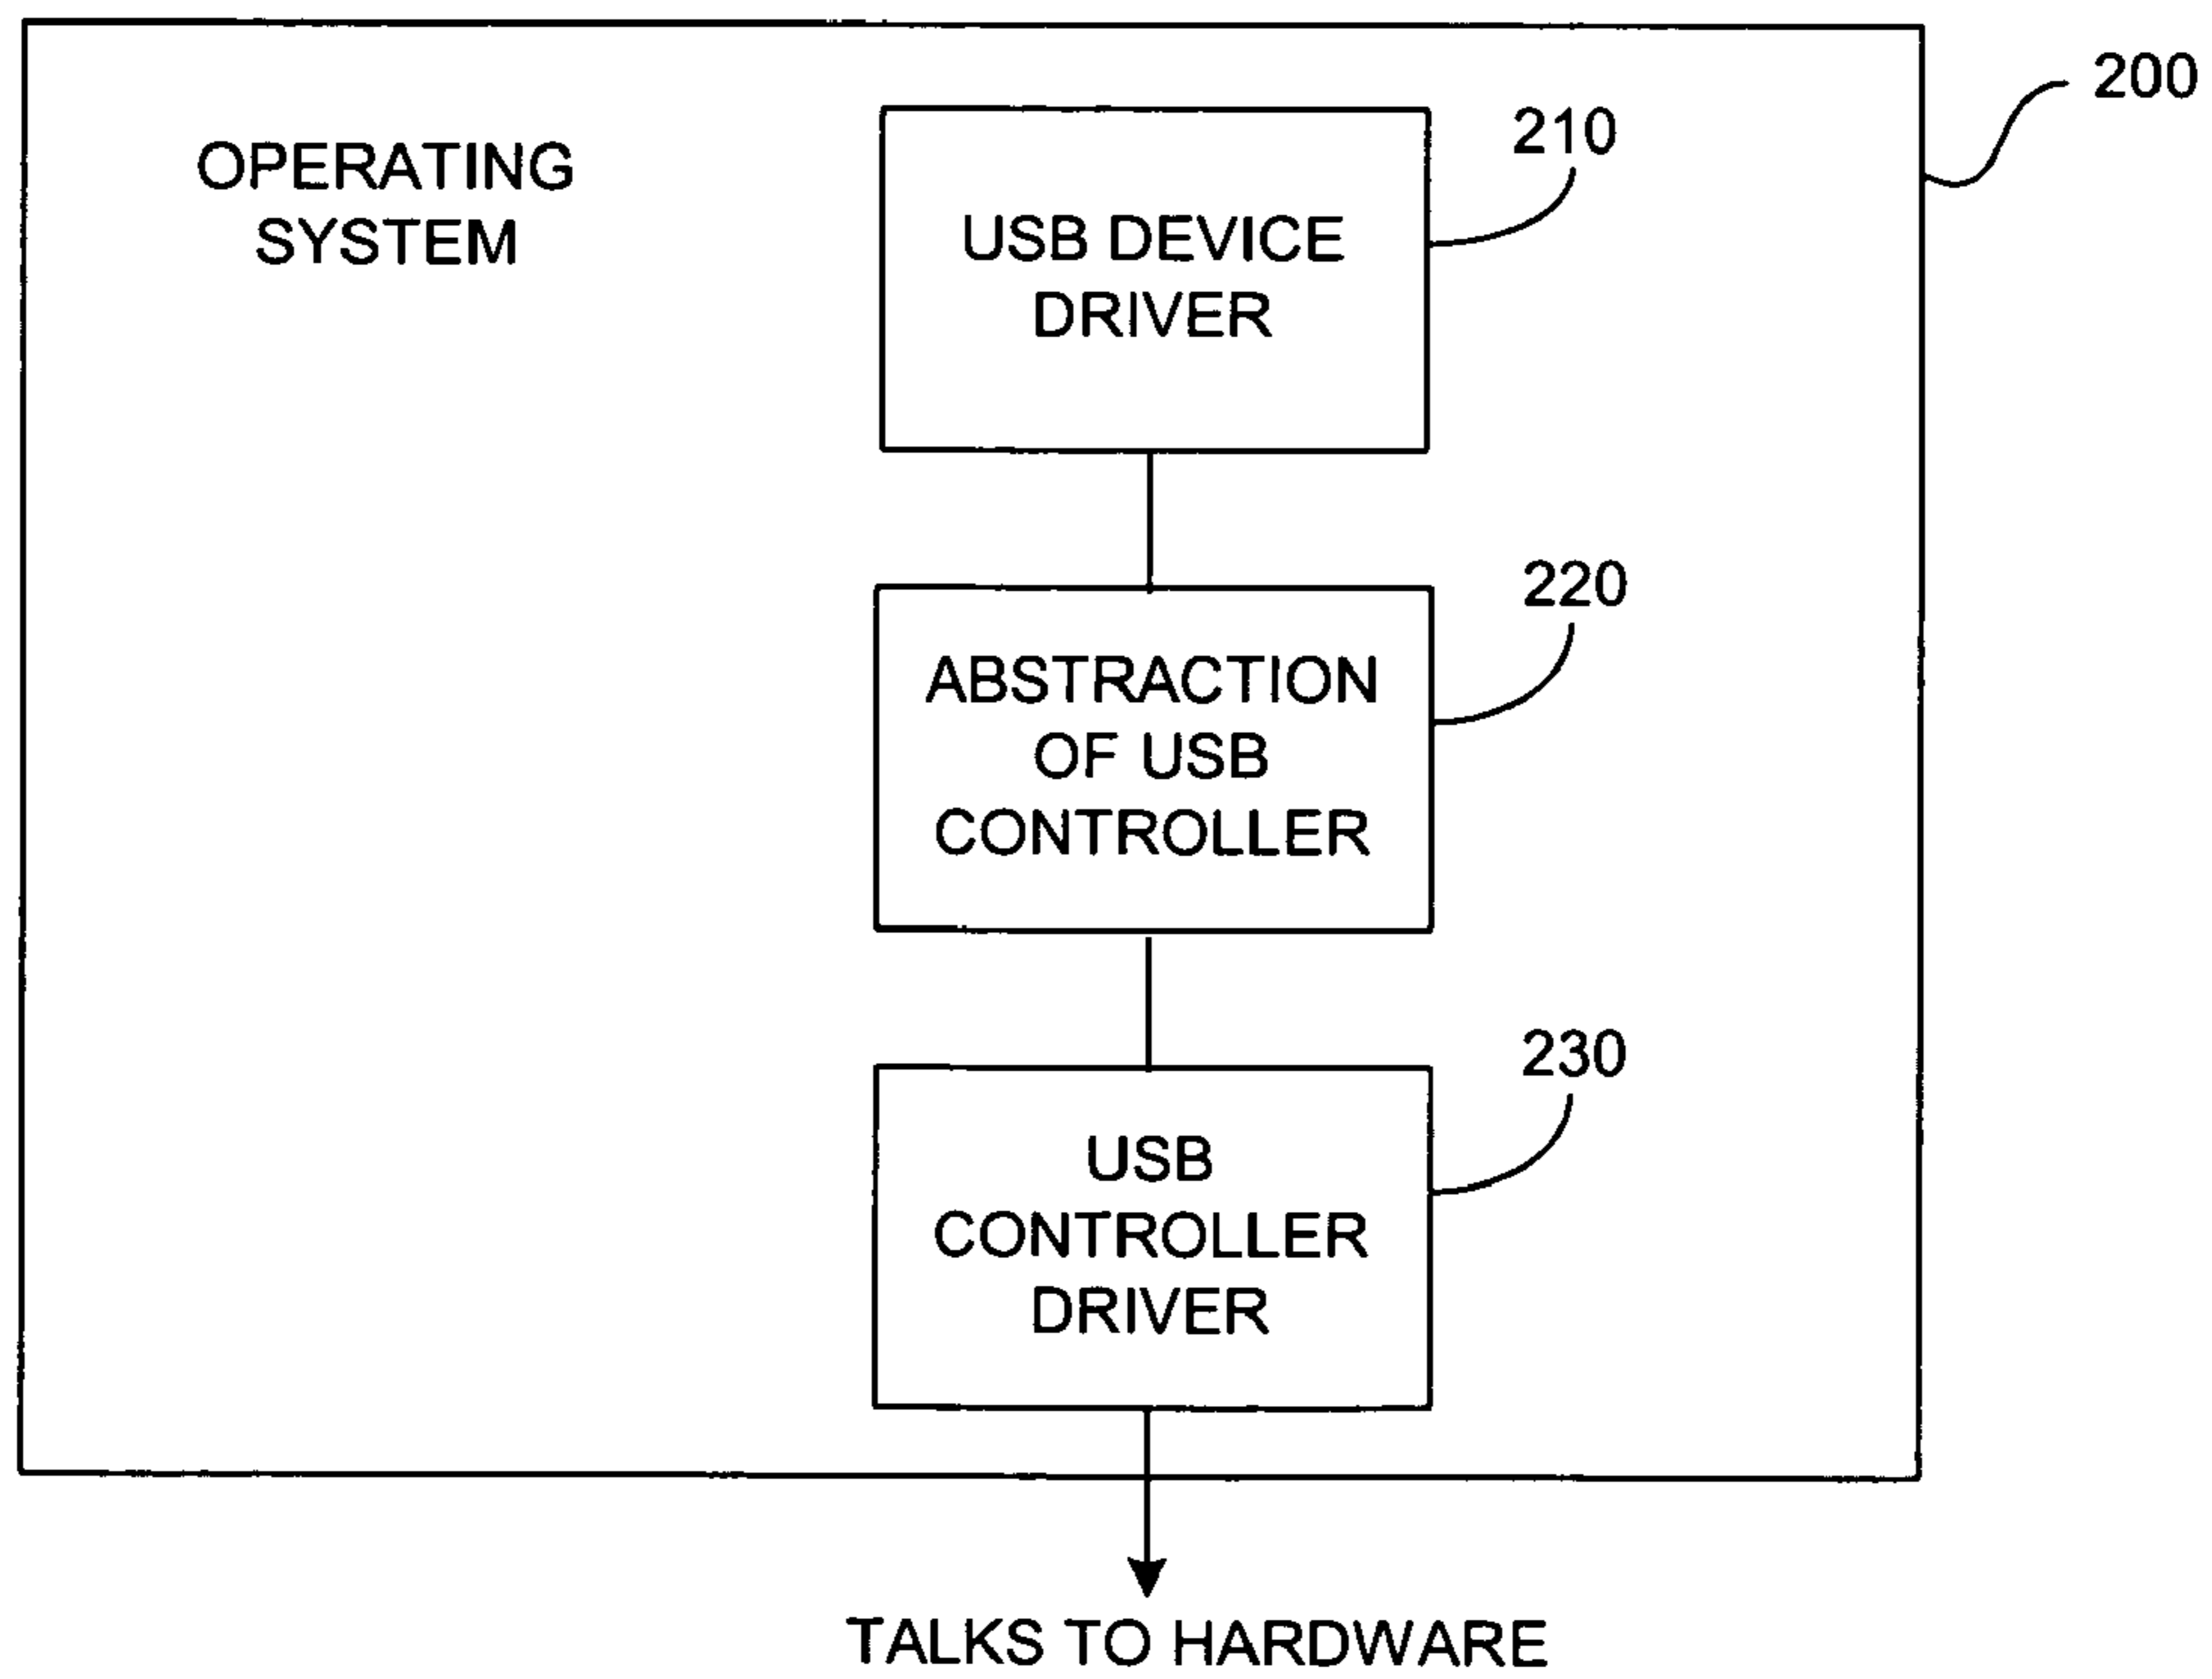 200
OPERATING
SYSTEM
210
USB DEVICE
DRIVER
220
ABSTRACTION
OF USB
CONTROLLER
230
USB
CONTROLLER
DRIVER
TALKS TO HARDWARE